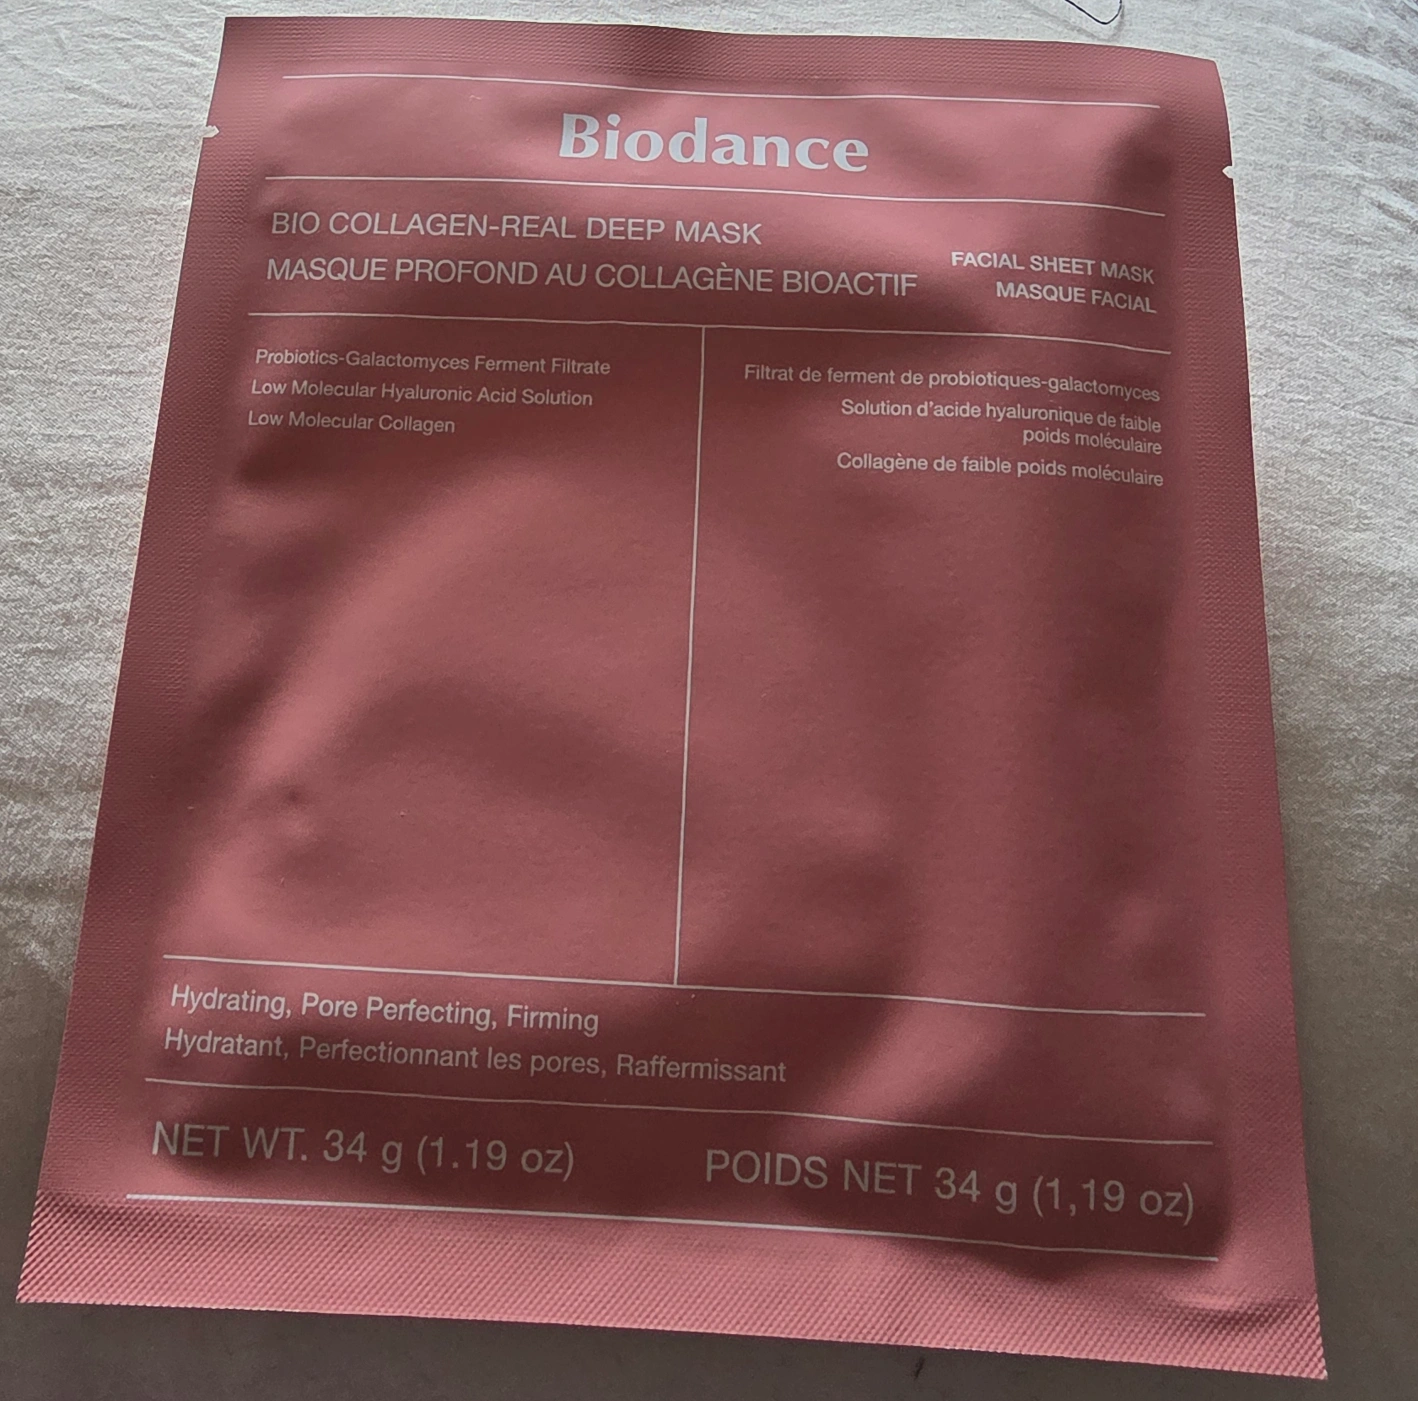 Biodance
BIO COLLAGEN-REAL DEEP MASK
MASQUE PROFOND AU COLLAGÈNE BIOACTIF
FACIAL SHEET MASK
MASQUE FACIAL
Probiotics-Galactomyces Ferment Filtrate
Low Molecular Hyaluronic Acid Solution
Low Molecular Collagen
Filtrat de ferment de probiotiques-galactomyces
Solution d'acide hyaluronique de faible
poids moléculaire
Collagène de faible poids moléculaire
Hydrating, Pore Perfecting, Firming
Hydratant, Perfectionnant les pores, Raffermissant
NET WT. 34 g (1.19 oz)
POIDS NET 34 g (1,19 oz)